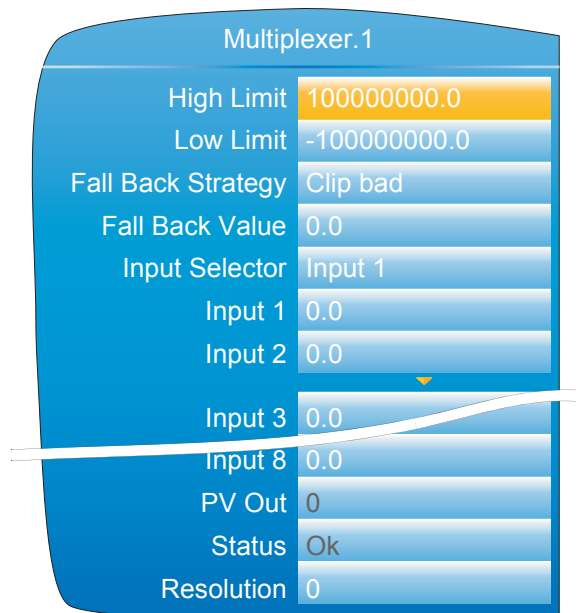 Multiplexer.1
High Limit 100000000.0
Low Limit -100000000.0
Fall Back Strategy Clip bad
Fall Back Value 0.0
Input Selector Input 1
Input 1 0.0
Input 2 0.0
Input 3 0.0
Input 8 0.0
PV Out 0
Status Ok
Resolution 0